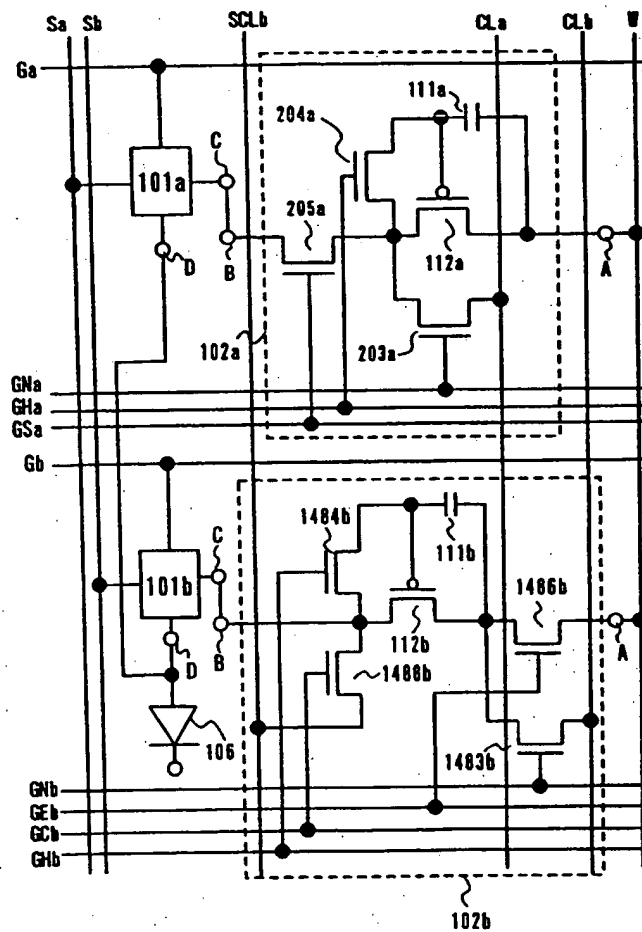 Sa Sb SCLb CLa CLb W
Ga
111a
204a
C
101a
205a
D
B
112a
A
102a
203a
GNa
GHa
GSa
Gb
1484b
C
111b
101b
1486b
D
B
112b
A
1488b
106
1483b
GNb
GEb
GCb
GHb
102b